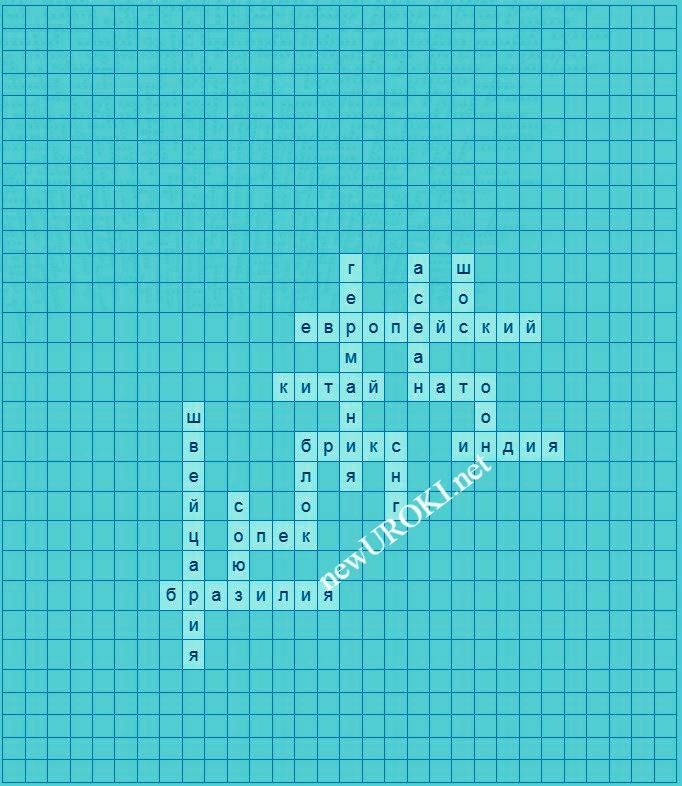 г а ш
е с о
европейский
м а
китай нато
ш н о
в брикс индия
е л я н
й с о г
ц опек
а ю
бразилия
и
я
newUROKI.net